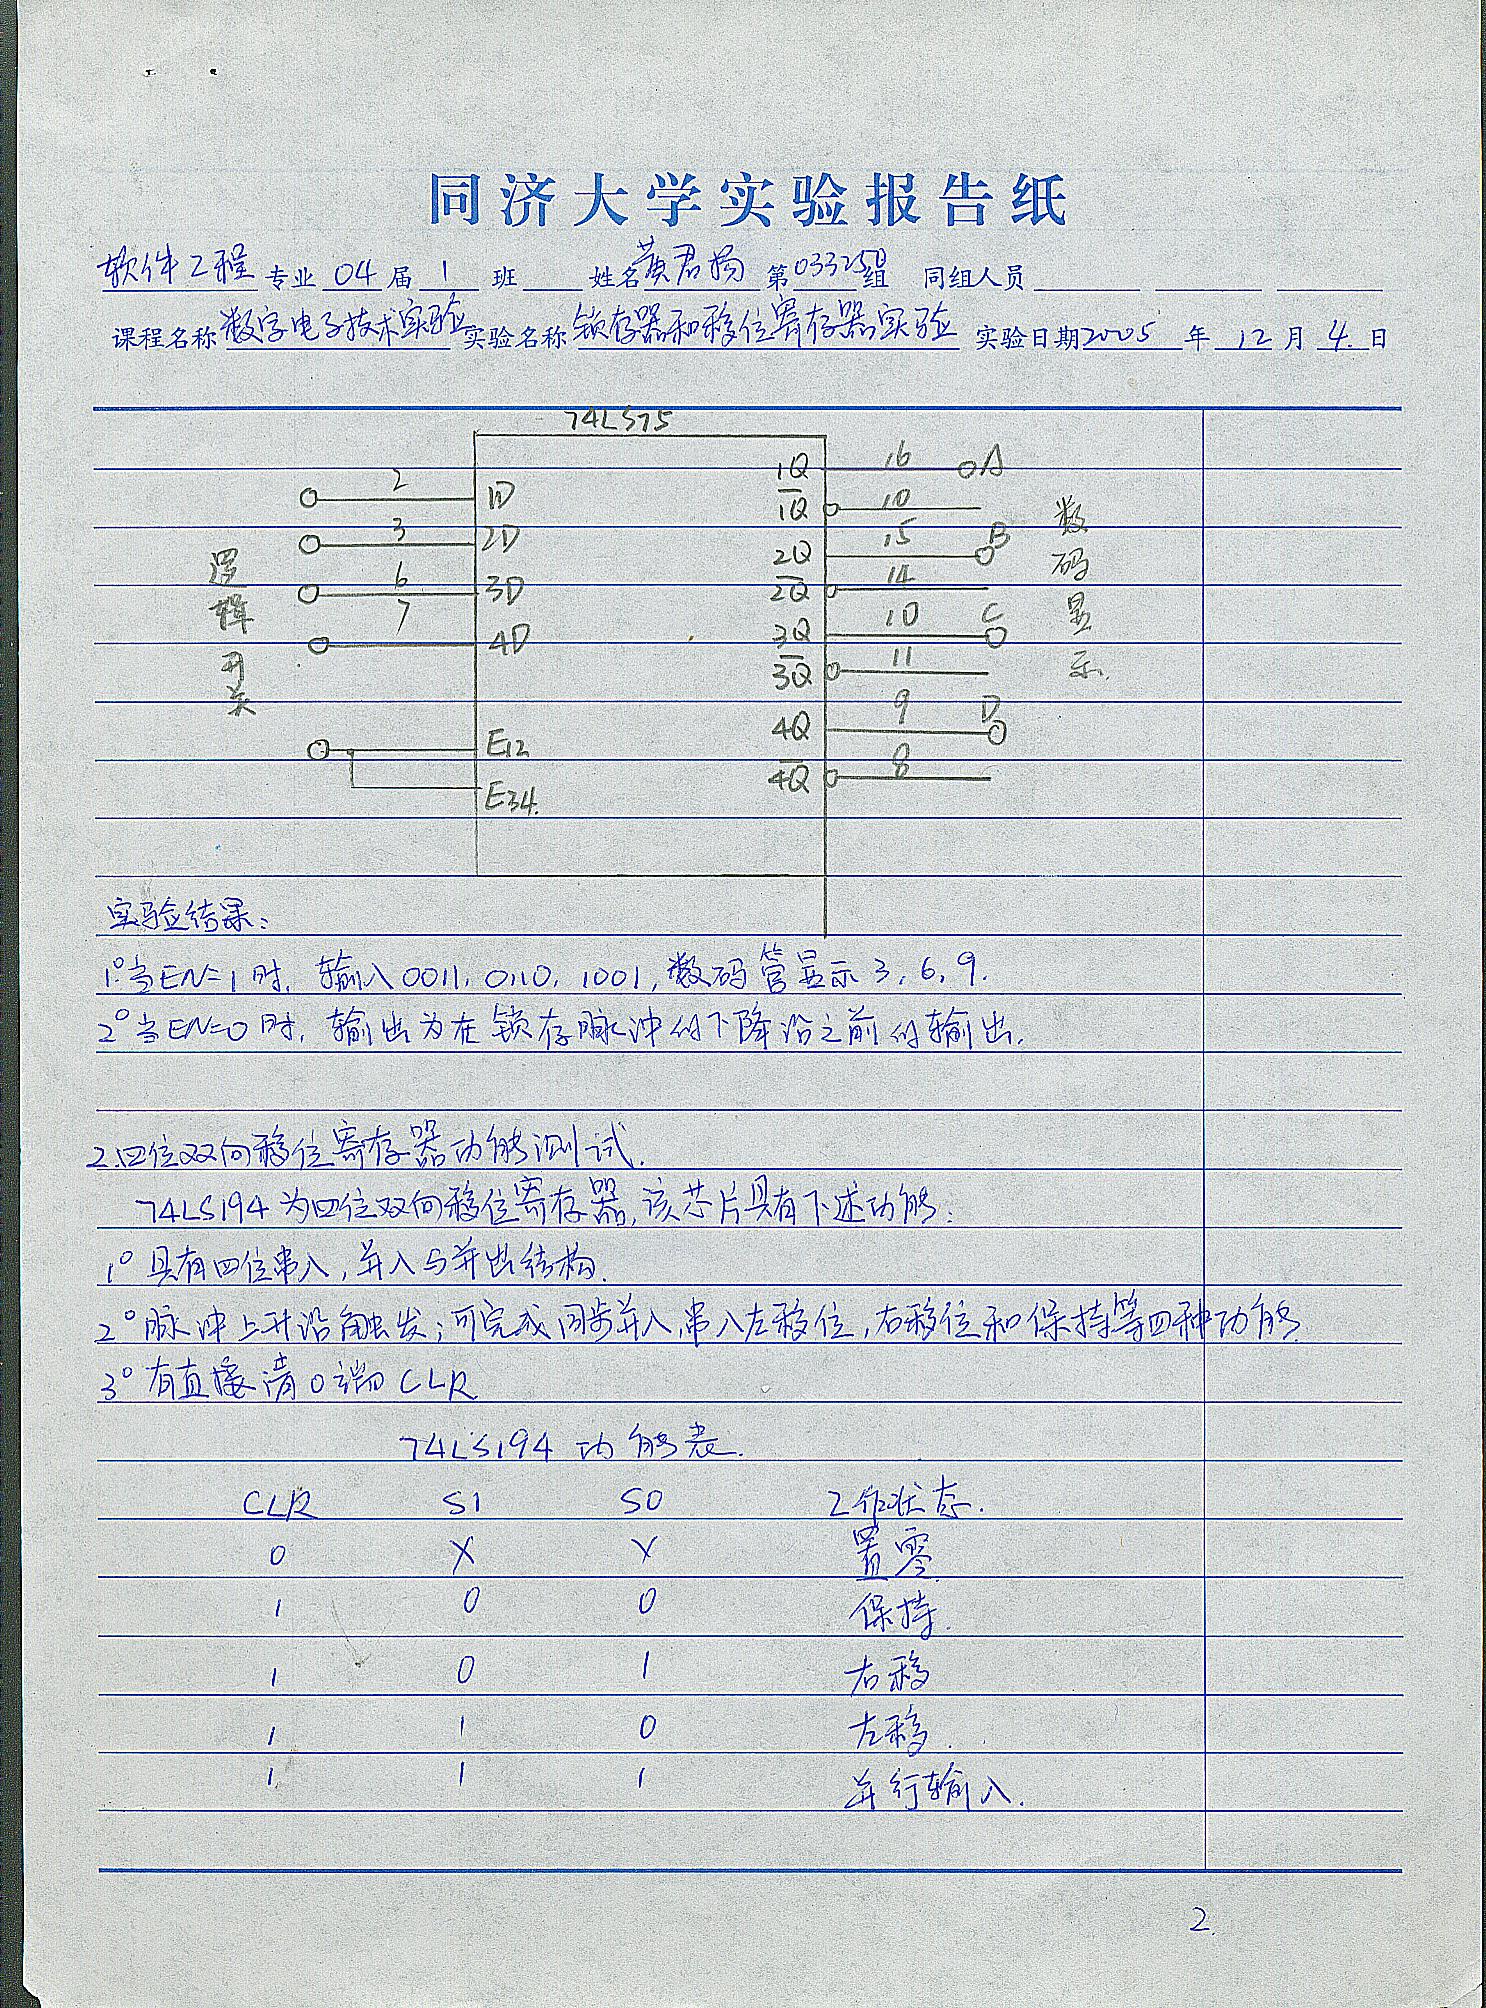 同济大学实验报告纸
软件工程 专业 04 届 1 班 姓名 黄君扬 第 033250 组 同组人员
课程名称 数字电子技术实验 实验名称 锁存器和移位寄存器实验 实验日期 2005 年 12 月 4 日
74LS75
2 1D 1Q 16 A
1Q̅ 10
3 2D 2Q 15 B
6 3D 2Q̅ 14
7 4D 3Q 10 C
3Q̅ 11
4Q 9 D
E12 4Q̅ 8
E34.
逻辑开关
数码显示
实验结果:
1°当EN=1时, 输入0011, 0110, 1001, 数码管显示3, 6, 9.
2°当EN=0时, 输出为在锁存脉冲的下降沿之前的输出.
2.四位双向移位寄存器功能测试.
74LS194为四位双向移位寄存器,该芯片具有下述功能:
1°具有四位串入,并入与并出结构.
2°脉冲上升沿触发;可完成同步并入,串入左移位,右移位和保持等四种功能.
3°有直接清0端CLR
74LS194 功能表.
CLR S1 S0 工作状态.
0 X X 置零.
1 0 0 保持.
1 0 1 右移
1 1 0 左移.
1 1 1 并行输入.
2.